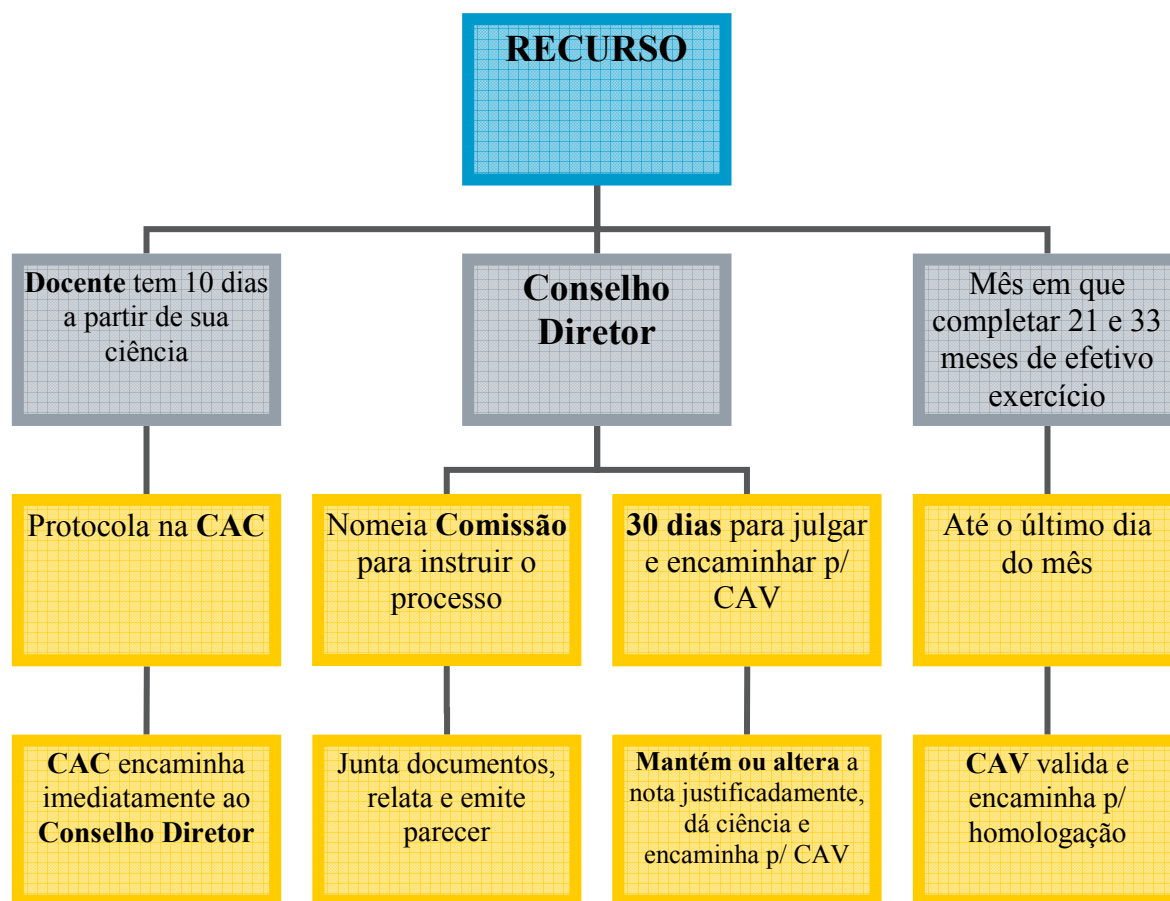 RECURSO
Docente tem 10 dias
a partir de sua
ciência
Conselho
Diretor
Mês em que
completar 21 e 33
meses de efetivo
exercício
Protocola na CAC
Nomeia Comissão
para instruir o
processo
30 dias para julgar
e encaminhar p/
CAV
Até o último dia
do mês
CAC encaminha
imediatamente ao
Conselho Diretor
Junta documentos,
relata e emite
parecer
Mantém ou altera a
nota justificadamente,
dá ciência e
encaminha p/ CAV
CAV valida e
encaminha p/
homologação